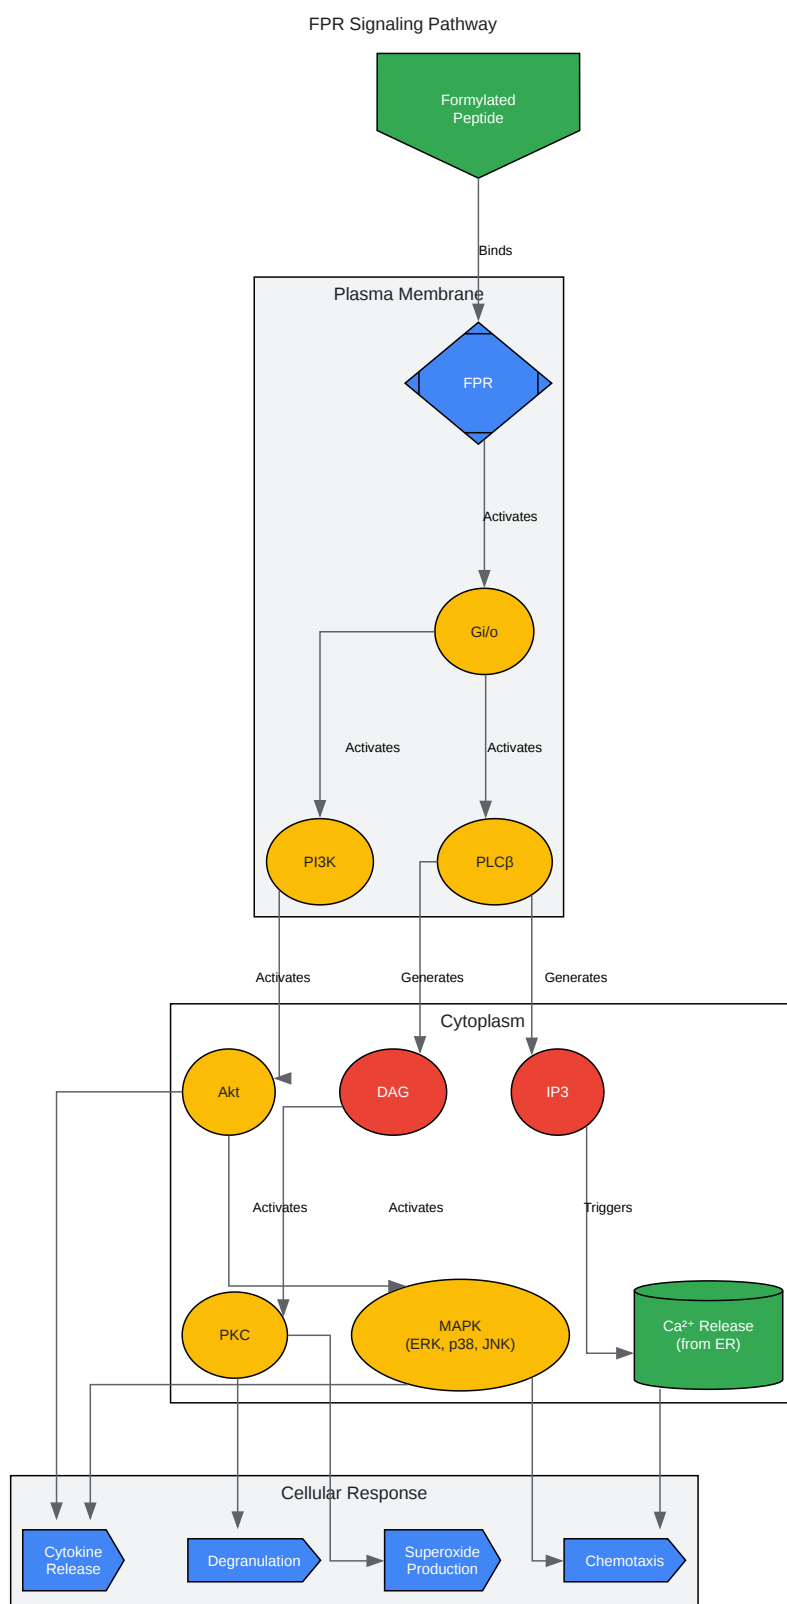 FPR Signaling Pathway
Formylated
Peptide
Binds
Plasma Membrane
FPR
Activates
Gi/o
Activates
Activates
PI3K
PLCβ
Activates
Generates
Generates
Cytoplasm
Akt
DAG
IP3
Activates
Activates
Triggers
PKC
MAPK
(ERK, p38, JNK)
Ca²⁺ Release
(from ER)
Cellular Response
Cytokine
Release
Degranulation
Superoxide
Production
Chemotaxis